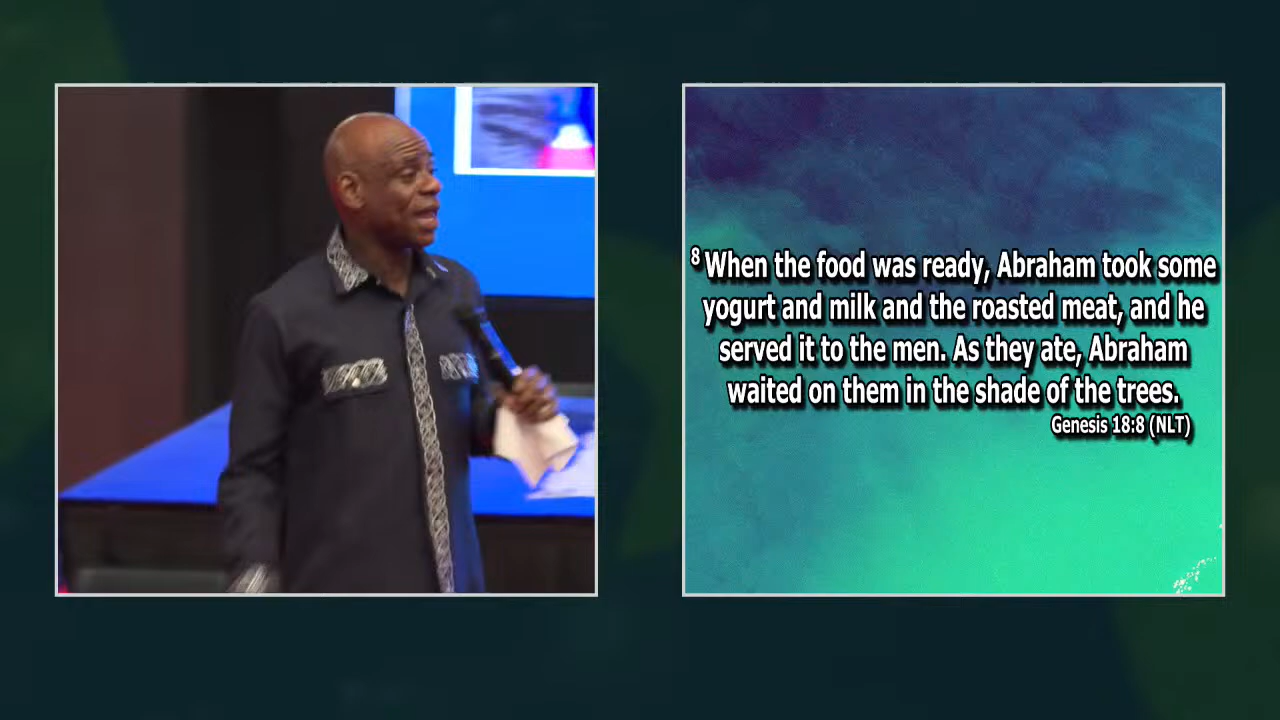 8 When the food was ready, Abraham took some
yogurt and milk and the roasted meat, and he
served it to the men. As they ate, Abraham
waited on them in the shade of the trees.
Genesis 18:8 (NLT)